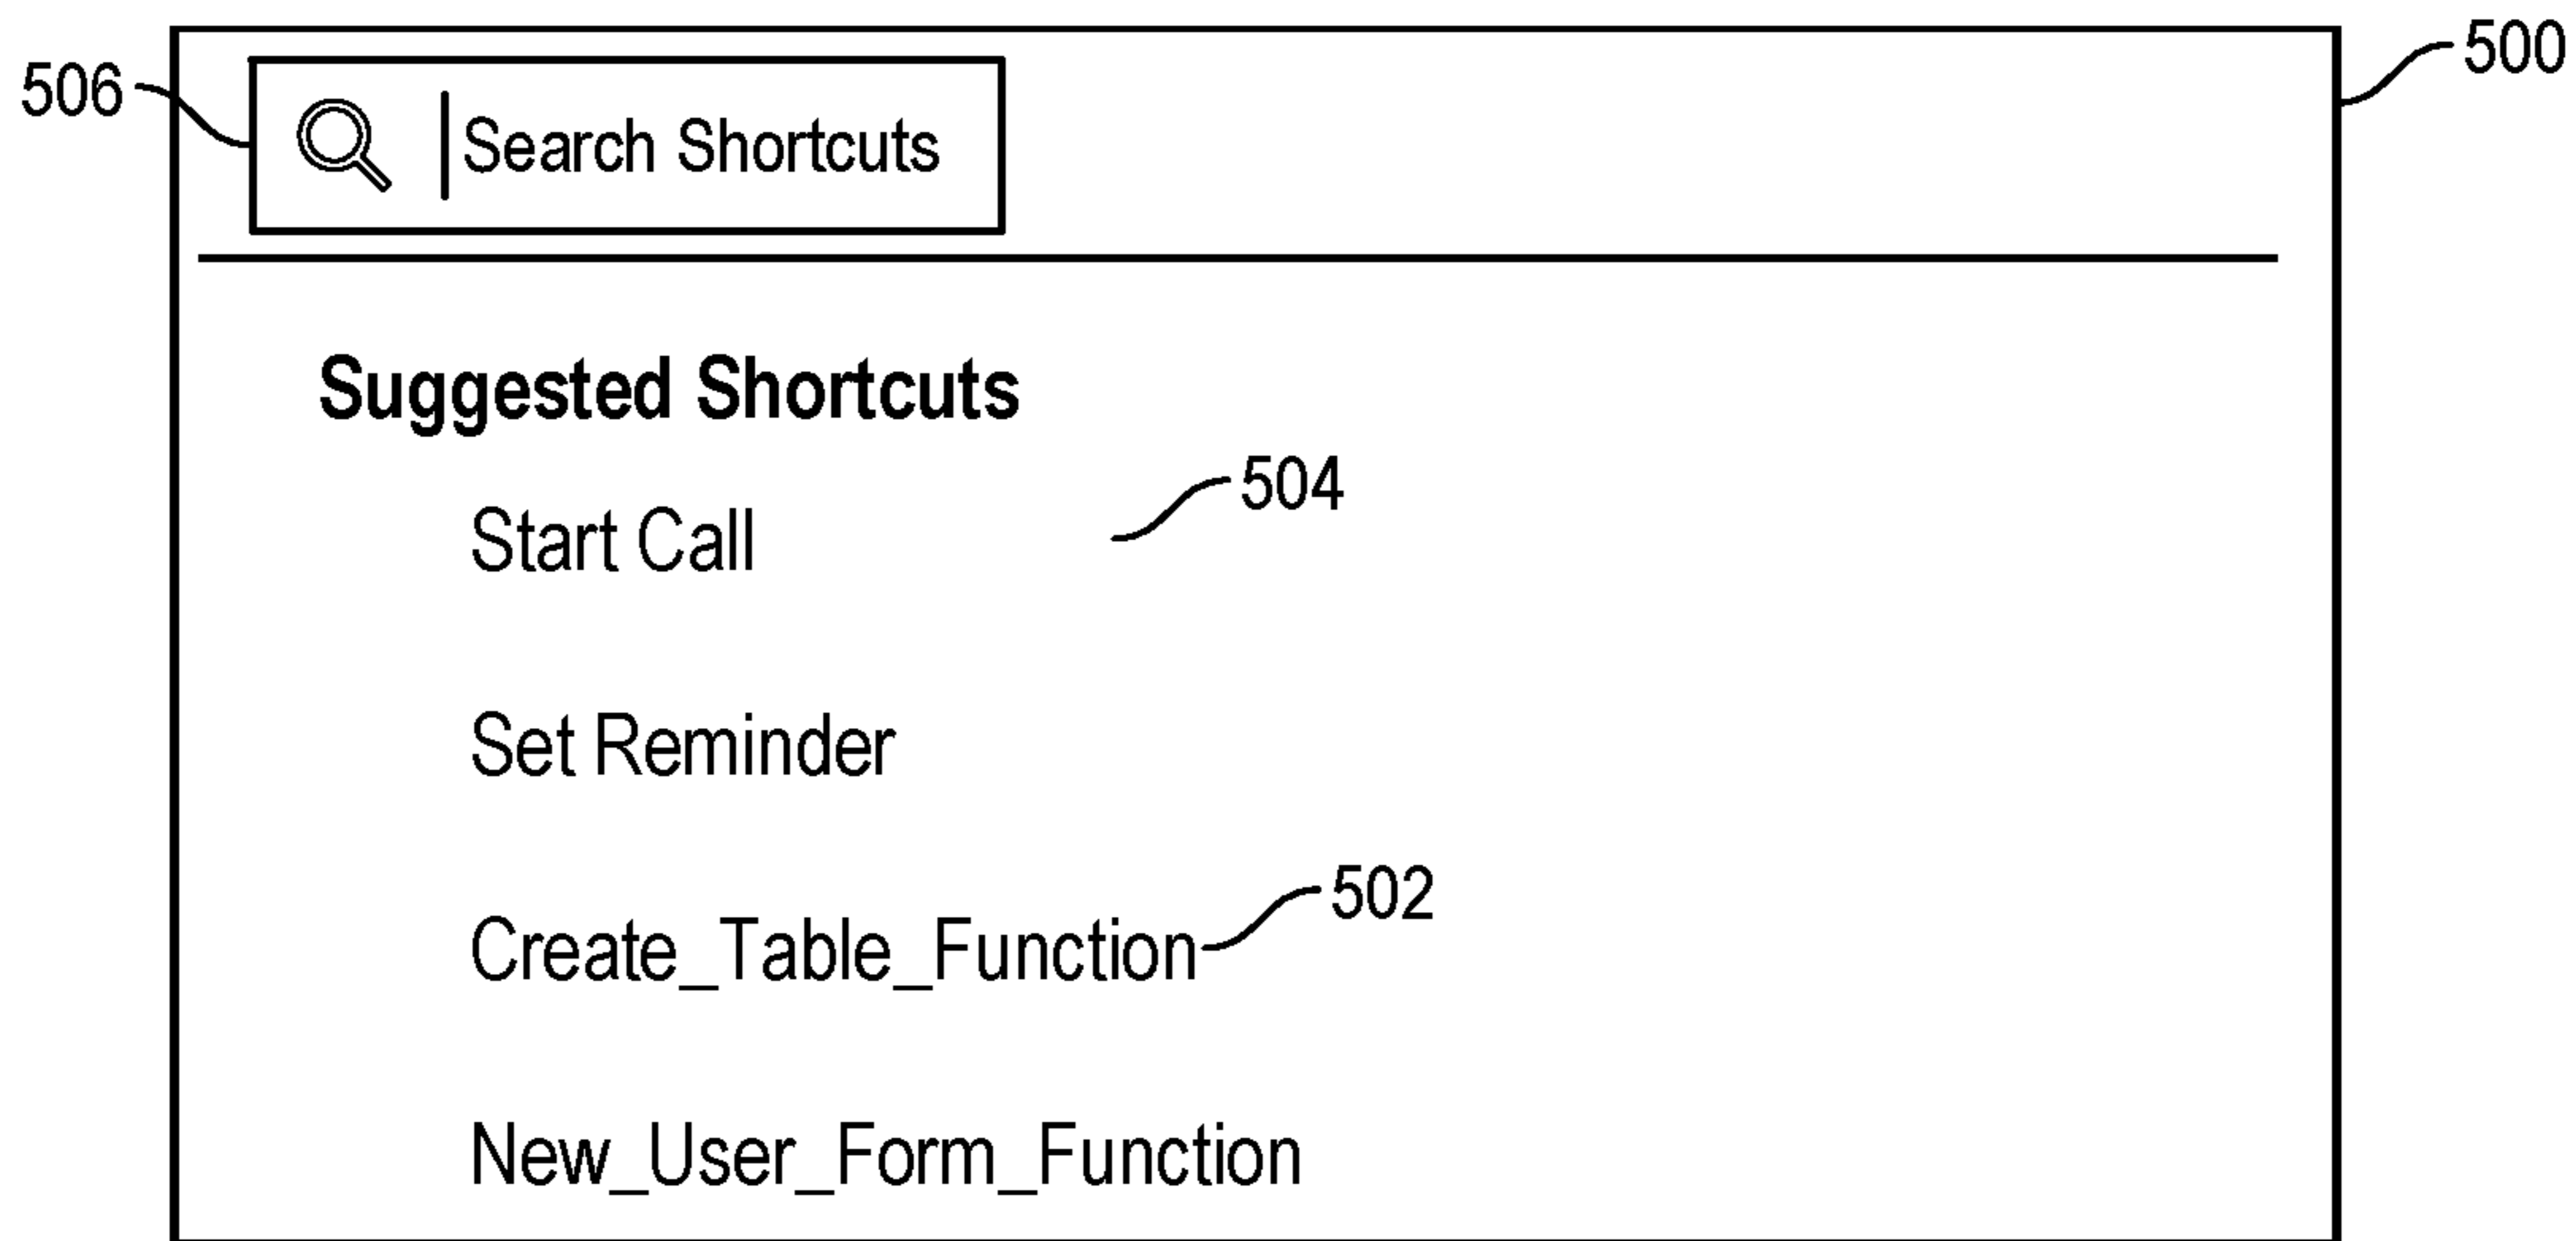 500
506
Search Shortcuts
Suggested Shortcuts
504
Start Call
Set Reminder
502
Create_Table_Function
New_User_Form_Function